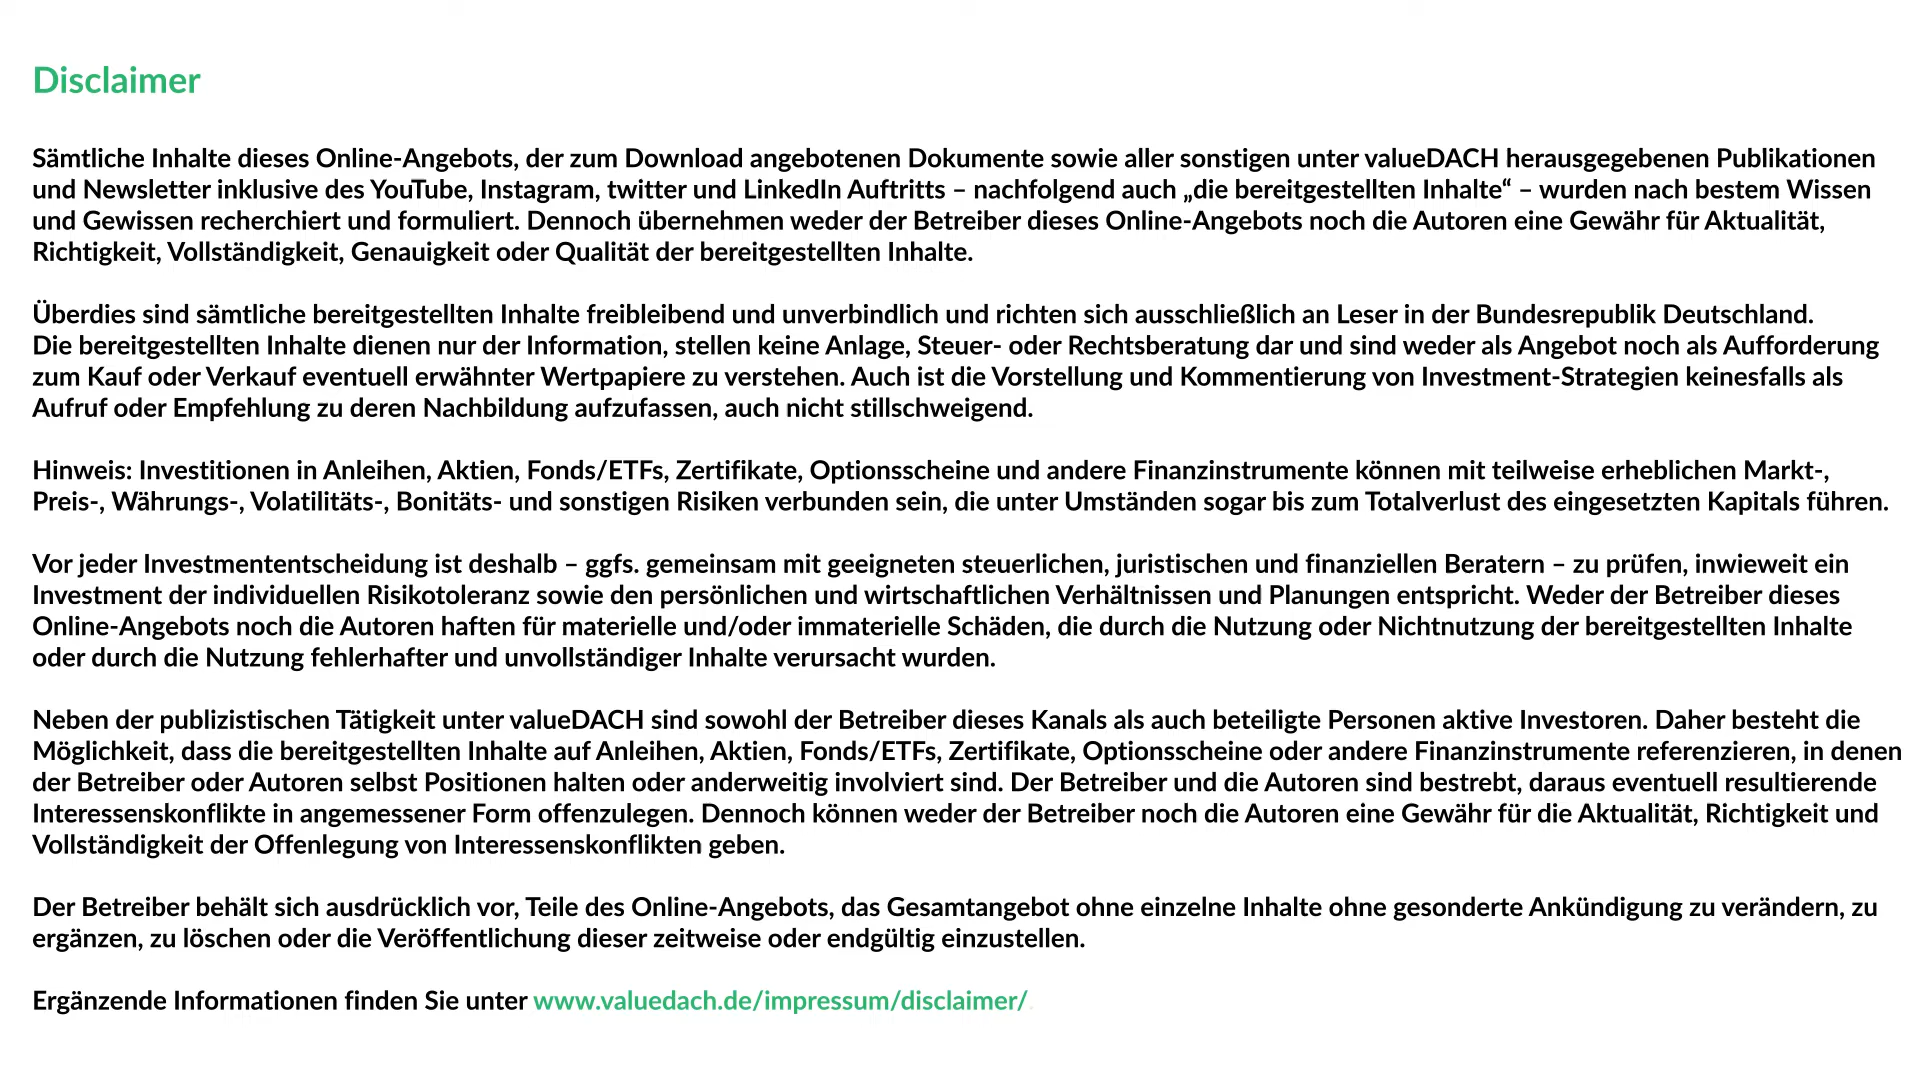 Disclaimer
Sämtliche Inhalte dieses Online-Angebots, der zum Download angebotenen Dokumente sowie aller sonstigen unter valueDACH herausgegebenen Publikationen
und Newsletter inklusive des YouTube, Instagram, twitter und LinkedIn Auftritts – nachfolgend auch „die bereitgestellten Inhalte“ – wurden nach bestem Wissen
und Gewissen recherchiert und formuliert. Dennoch übernehmen weder der Betreiber dieses Online-Angebots noch die Autoren eine Gewähr für Aktualität,
Richtigkeit, Vollständigkeit, Genauigkeit oder Qualität der bereitgestellten Inhalte.
Überdies sind sämtliche bereitgestellten Inhalte freibleibend und unverbindlich und richten sich ausschließlich an Leser in der Bundesrepublik Deutschland.
Die bereitgestellten Inhalte dienen nur der Information, stellen keine Anlage, Steuer- oder Rechtsberatung dar und sind weder als Angebot noch als Aufforderung
zum Kauf oder Verkauf eventuell erwähnter Wertpapiere zu verstehen. Auch ist die Vorstellung und Kommentierung von Investment-Strategien keinesfalls als
Aufruf oder Empfehlung zu deren Nachbildung aufzufassen, auch nicht stillschweigend.
Hinweis: Investitionen in Anleihen, Aktien, Fonds/ETFs, Zertifikate, Optionsscheine und andere Finanzinstrumente können mit teilweise erheblichen Markt-,
Preis-, Währungs-, Volatilitäts-, Bonitäts- und sonstigen Risiken verbunden sein, die unter Umständen sogar bis zum Totalverlust des eingesetzten Kapitals führen.
Vor jeder Investmententscheidung ist deshalb – ggfs. gemeinsam mit geeigneten steuerlichen, juristischen und finanziellen Beratern – zu prüfen, inwieweit ein
Investment der individuellen Risikotoleranz sowie den persönlichen und wirtschaftlichen Verhältnissen und Planungen entspricht. Weder der Betreiber dieses
Online-Angebots noch die Autoren haften für materielle und/oder immaterielle Schäden, die durch die Nutzung oder Nichtnutzung der bereitgestellten Inhalte
oder durch die Nutzung fehlerhafter und unvollständiger Inhalte verursacht wurden.
Neben der publizistischen Tätigkeit unter valueDACH sind sowohl der Betreiber dieses Kanals als auch beteiligte Personen aktive Investoren. Daher besteht die
Möglichkeit, dass die bereitgestellten Inhalte auf Anleihen, Aktien, Fonds/ETFs, Zertifikate, Optionsscheine oder andere Finanzinstrumente referenzieren, in denen
der Betreiber oder Autoren selbst Positionen halten oder anderweitig involviert sind. Der Betreiber und die Autoren sind bestrebt, daraus eventuell resultierende
Interessenskonflikte in angemessener Form offenzulegen. Dennoch können weder der Betreiber noch die Autoren eine Gewähr für die Aktualität, Richtigkeit und
Vollständigkeit der Offenlegung von Interessenskonflikten geben.
Der Betreiber behält sich ausdrücklich vor, Teile des Online-Angebots, das Gesamtangebot ohne einzelne Inhalte ohne gesonderte Ankündigung zu verändern, zu
ergänzen, zu löschen oder die Veröffentlichung dieser zeitweise oder endgültig einzustellen.
Ergänzende Informationen finden Sie unter www.valuedach.de/impressum/disclaimer/